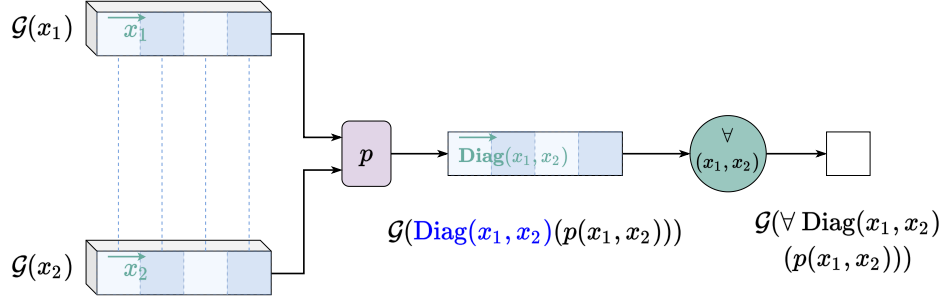 𝒢(x₁)
x₁
p
Diag(x₁, x₂)
∀
(x₁, x₂)
𝒢(Diag(x₁, x₂)(p(x₁, x₂)))
𝒢(∀ Diag(x₁, x₂)
(p(x₁, x₂)))
𝒢(x₂)
x₂